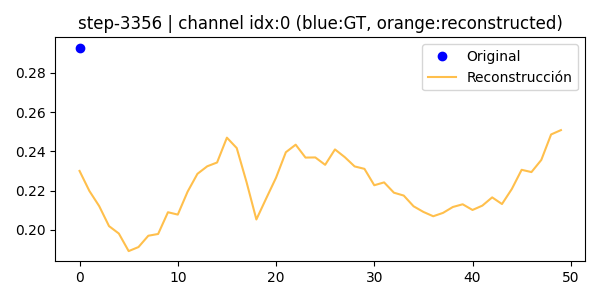 step-3356 | channel idx:0 (blue:GT, orange:reconstructed)
Original
Reconstrucción
0.28
0.26
0.24
0.22
0.20
0 10 20 30 40 50